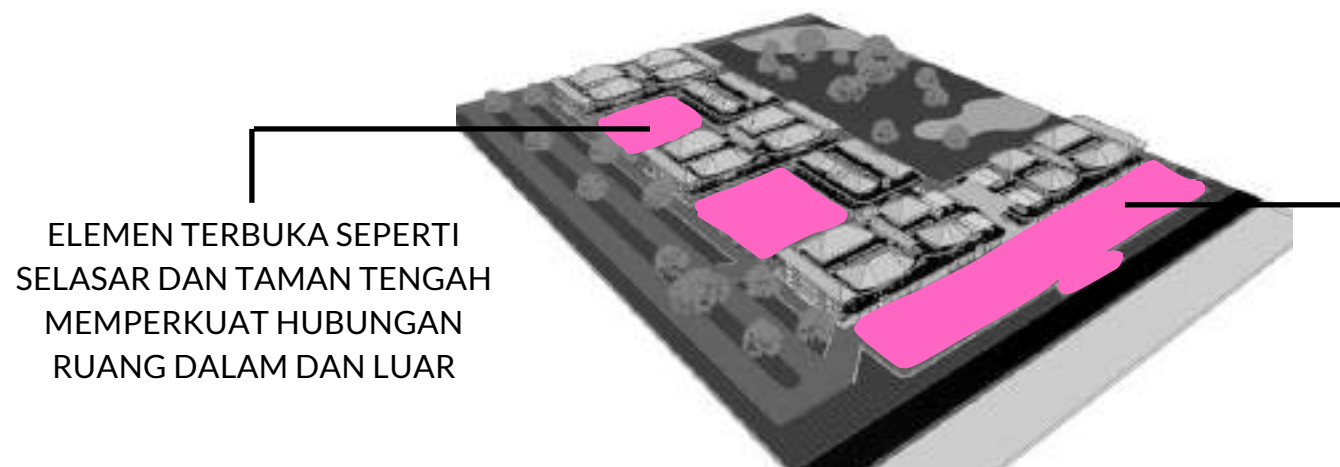 ELEMEN TERBUKA SEPERTI
SELASAR DAN TAMAN TENGAH
MEMPERKUAT HUBUNGAN
RUANG DALAM DAN LUAR